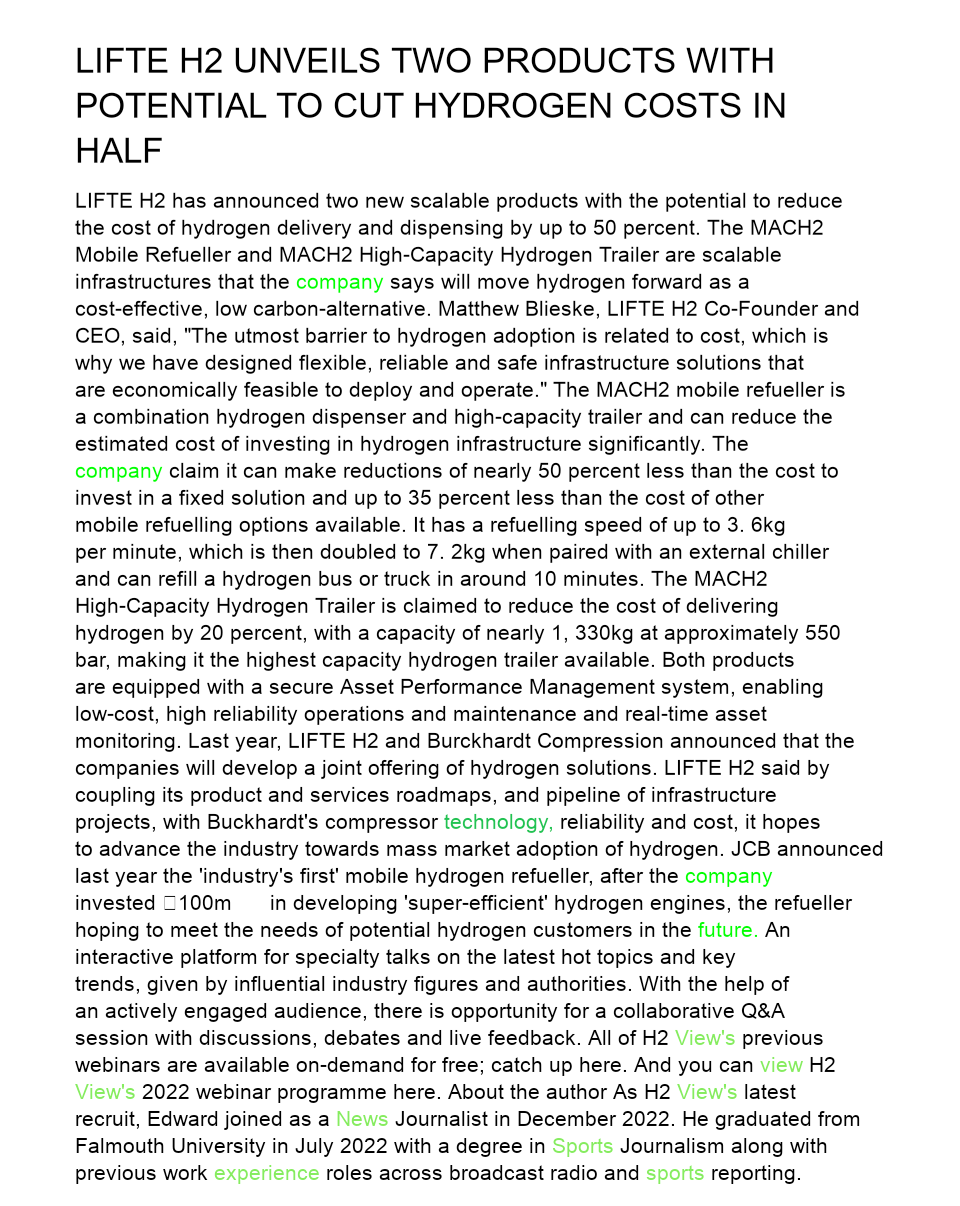 LIFTE H2 UNVEILS TWO PRODUCTS WITH
POTENTIAL TO CUT HYDROGEN COSTS IN
HALF
LIFTE H2 has announced two new scalable products with the potential to reduce
the cost of hydrogen delivery and dispensing by up to 50 percent. The MACH2
Mobile Refueller and MACH2 High-Capacity Hydrogen Trailer are scalable
infrastructures that the company says will move hydrogen forward as a
cost-effective, low carbon-alternative. Matthew Blieske, LIFTE H2 Co-Founder and
CEO, said, "The utmost barrier to hydrogen adoption is related to cost, which is
why we have designed flexible, reliable and safe infrastructure solutions that
are economically feasible to deploy and operate." The MACH2 mobile refueller is
a combination hydrogen dispenser and high-capacity trailer and can reduce the
estimated cost of investing in hydrogen infrastructure significantly. The
company claim it can make reductions of nearly 50 percent less than the cost to
invest in a fixed solution and up to 35 percent less than the cost of other
mobile refuelling options available. It has a refuelling speed of up to 3. 6kg
per minute, which is then doubled to 7. 2kg when paired with an external chiller
and can refill a hydrogen bus or truck in around 10 minutes. The MACH2
High-Capacity Hydrogen Trailer is claimed to reduce the cost of delivering
hydrogen by 20 percent, with a capacity of nearly 1, 330kg at approximately 550
bar, making it the highest capacity hydrogen trailer available. Both products
are equipped with a secure Asset Performance Management system, enabling
low-cost, high reliability operations and maintenance and real-time asset
monitoring. Last year, LIFTE H2 and Burckhardt Compression announced that the
companies will develop a joint offering of hydrogen solutions. LIFTE H2 said by
coupling its product and services roadmaps, and pipeline of infrastructure
projects, with Buckhardt's compressor technology, reliability and cost, it hopes
to advance the industry towards mass market adoption of hydrogen. JCB announced
last year the 'industry's first' mobile hydrogen refueller, after the company
invested 100m in developing 'super-efficient' hydrogen engines, the refueller
hoping to meet the needs of potential hydrogen customers in the future. An
interactive platform for specialty talks on the latest hot topics and key
trends, given by influential industry figures and authorities. With the help of
an actively engaged audience, there is opportunity for a collaborative Q&A
session with discussions, debates and live feedback. All of H2 View's previous
webinars are available on-demand for free; catch up here. And you can view H2
View's 2022 webinar programme here. About the author As H2 View's latest
recruit, Edward joined as a News Journalist in December 2022. He graduated from
Falmouth University in July 2022 with a degree in Sports Journalism along with
previous work experience roles across broadcast radio and sports reporting.